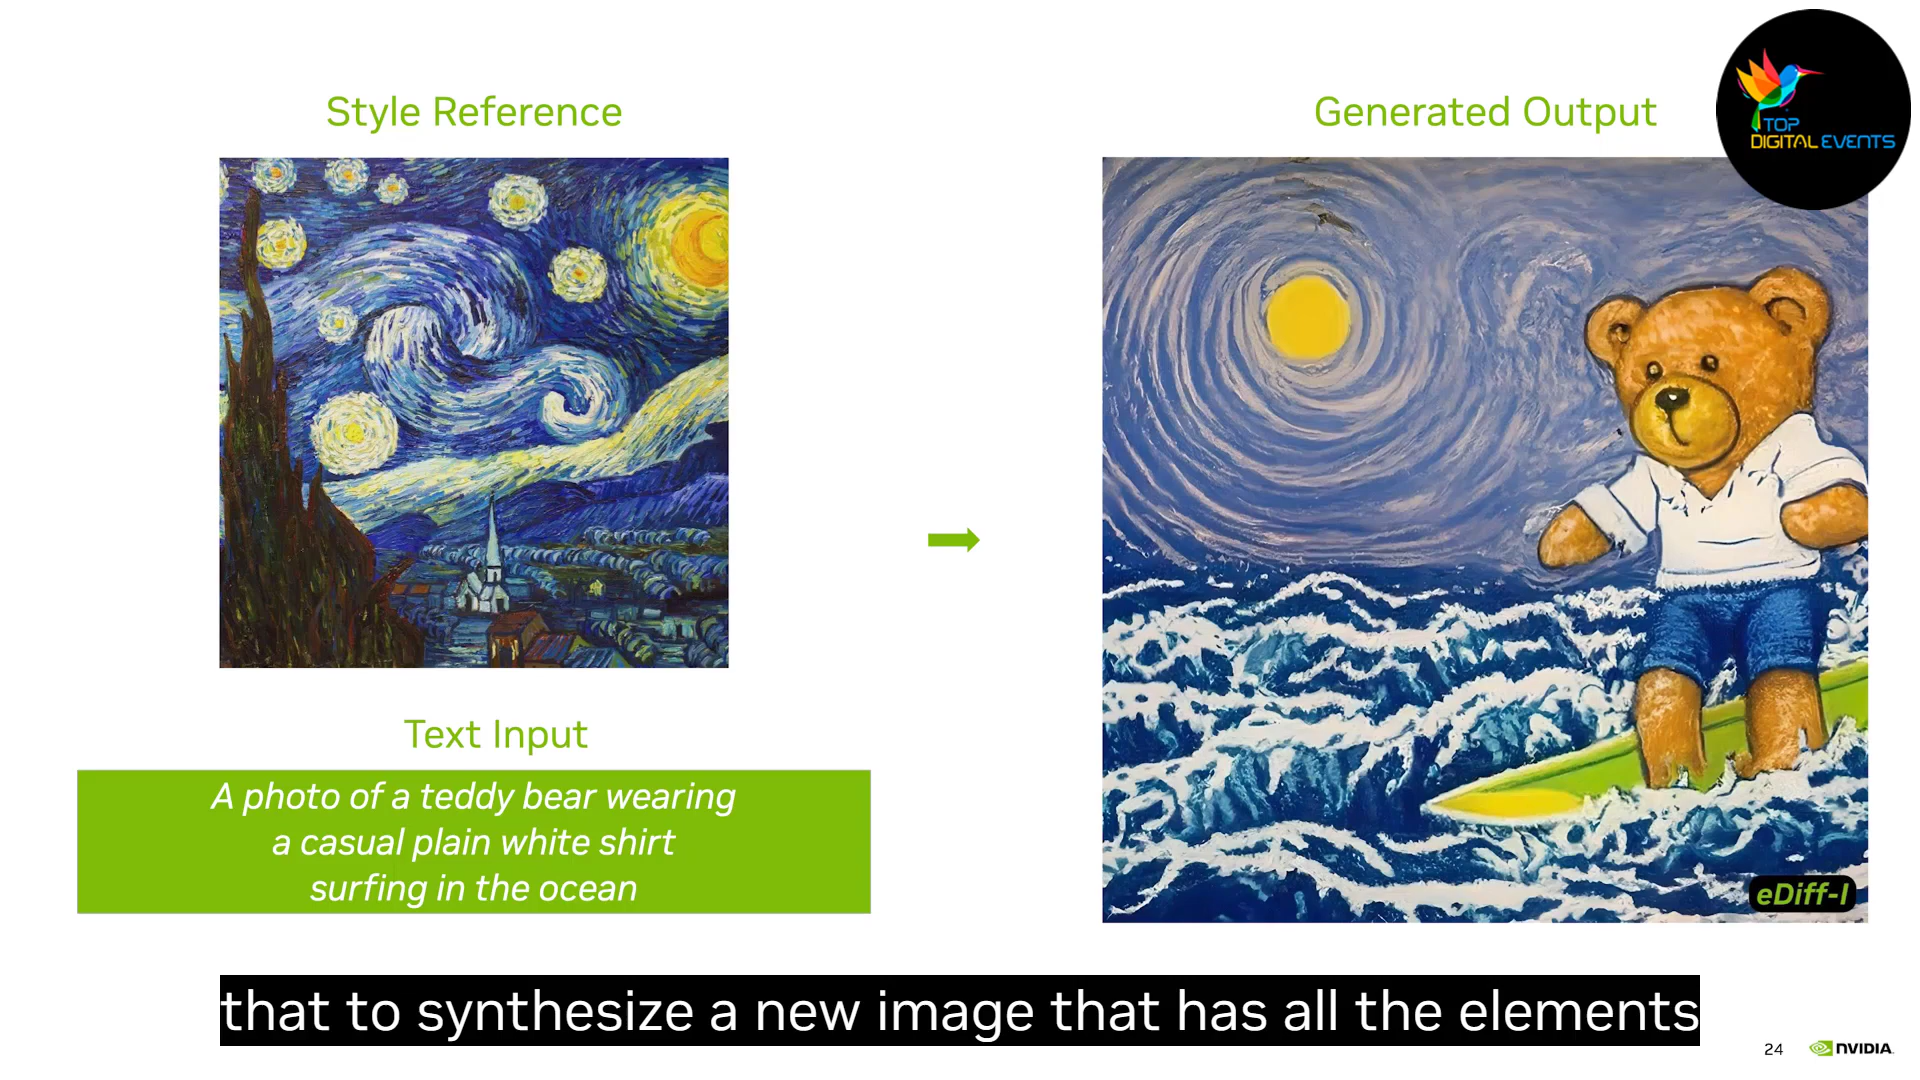 Style Reference
Generated Output
TOP
DIGITAL EVENTS
Text Input
A photo of a teddy bear wearing
a casual plain white shirt
surfing in the ocean
eDiff-I
that to synthesize a new image that has all the elements
24
NVIDIA.